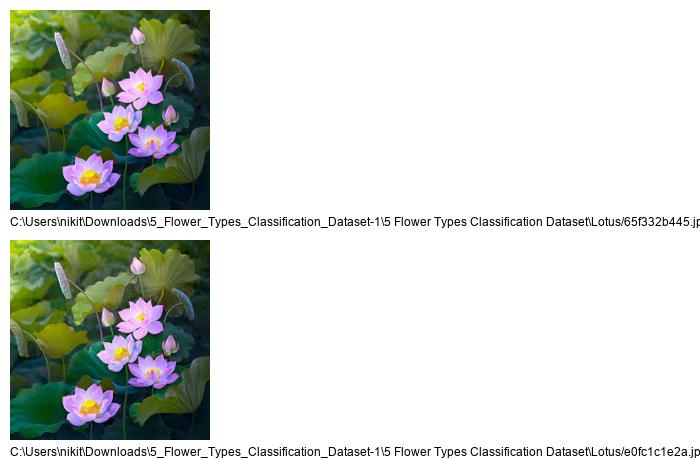 C:\Users\nikit\Downloads\5_Flower_Types_Classification_Dataset-1\5 Flower Types Classification Dataset\Lotus/65f332b445.jp
C:\Users\nikit\Downloads\5_Flower_Types_Classification_Dataset-1\5 Flower Types Classification Dataset\Lotus/e0fc1c1e2a.jp